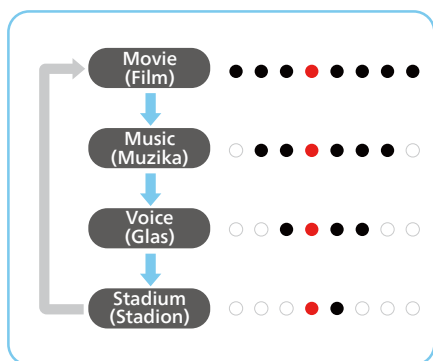 Movie
(Film)
Music
(Muzika)
Voice
(Glas)
Stadium
(Stadion)